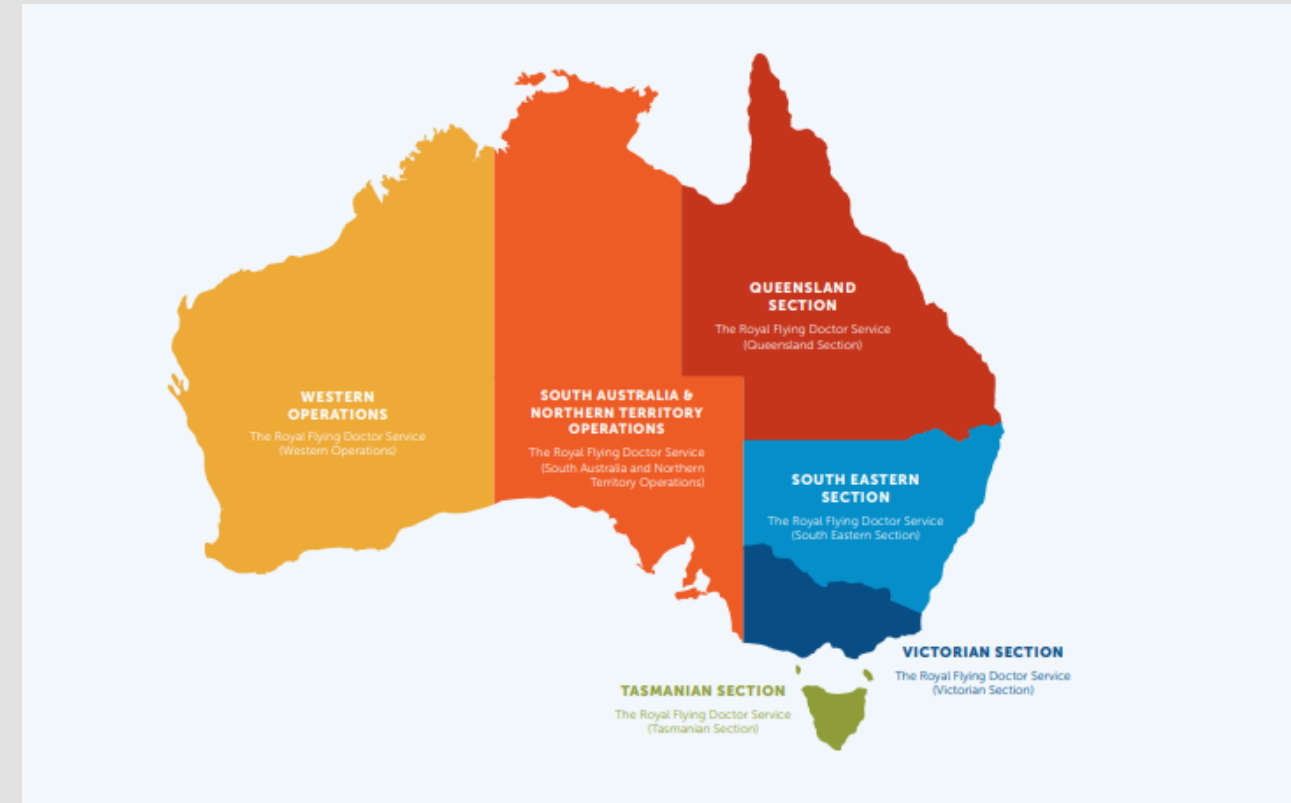 QUEENSLAND
SECTION
The Royal Flying Doctor Service
(Queensland Section)
WESTERN
OPERATIONS
The Royal Flying Doctor Service
(Western Operations)
SOUTH AUSTRALIA &
NORTHERN TERRITORY
OPERATIONS
The Royal Flying Doctor Service
(South Australia and Northern
Territory Operations)
SOUTH EASTERN
SECTION
The Royal Flying Doctor Service
(South Eastern Section)
VICTORIAN SECTION
The Royal Flying Doctor Service
(Victorian Section)
TASMANIAN SECTION
The Royal Flying Doctor Service
(Tasmanian Section)